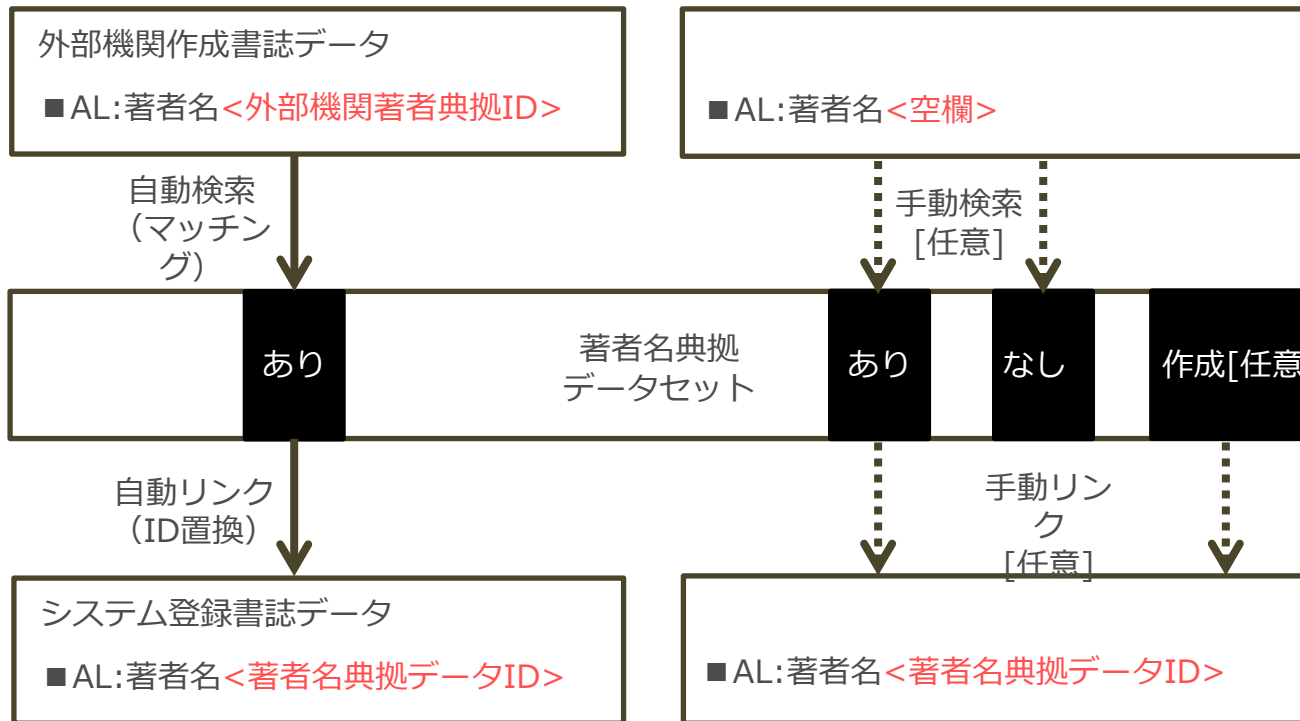 外部機関作成書誌データ
■AL:著者名<外部機関著者典拠ID>
■AL:著者名<空欄>
自動検索
（マッチン
グ）
手動検索
[任意]
あり
著者名典拠
データセット
あり
なし
作成[任意
自動リンク
（ID置換）
手動リン
ク
[任意]
システム登録書誌データ
■AL:著者名<著者名典拠データID>
■AL:著者名<著者名典拠データID>